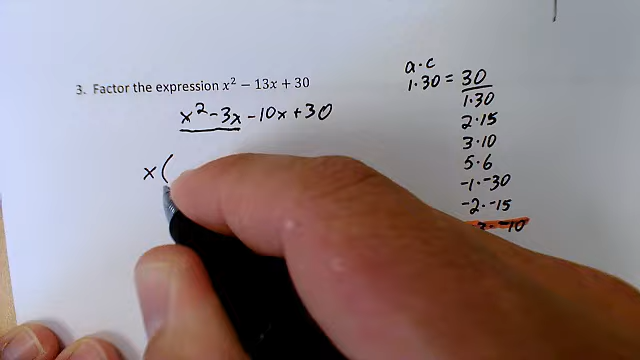 3. Factor the expression x² − 13x + 30
x² - 3x - 10x + 30
x (
a · c
1 · 30 = 30
1 · 30
2 · 15
3 · 10
5 · 6
-1 · -30
-2 · -15
-10